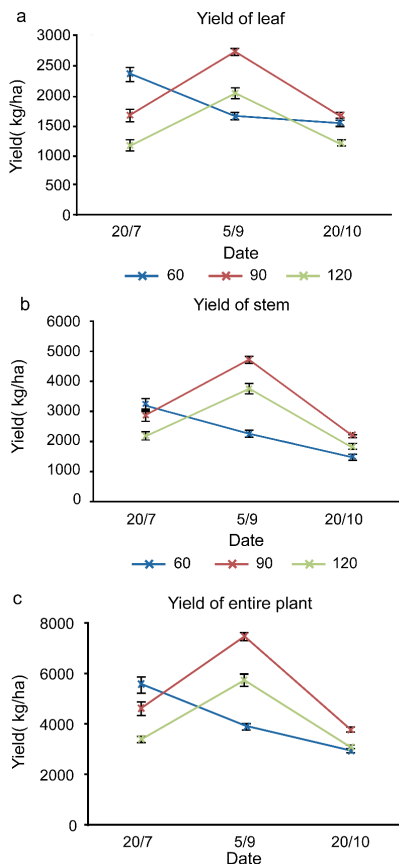 a
Yield of leaf
3000
2500
2000
1500
1000
500
0
Yield( kg/ha)
20/7 5/9 20/10
Date
60 90 120
b
Yield of stem
6000
5000
4000
3000
2000
1000
0
Yield( kg/ha)
20/7 5/9 20/10
Date
60 90 120
c
Yield of entire plant
8000
6000
4000
2000
0
Yield( kg/ha)
20/7 5/9 20/10
Date